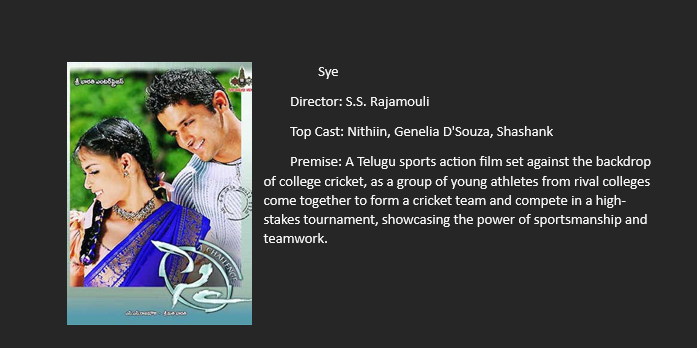 శ్రీ భారతి ఎంటర్‌ప్రైజెస్
Sye
Director: S.S. Rajamouli
Top Cast: Nithiin, Genelia D'Souza, Shashank
Premise: A Telugu sports action film set against the backdrop
of college cricket, as a group of young athletes from rival colleges
come together to form a cricket team and compete in a high-
stakes tournament, showcasing the power of sportsmanship and
teamwork.
A CHALLENGE
సై